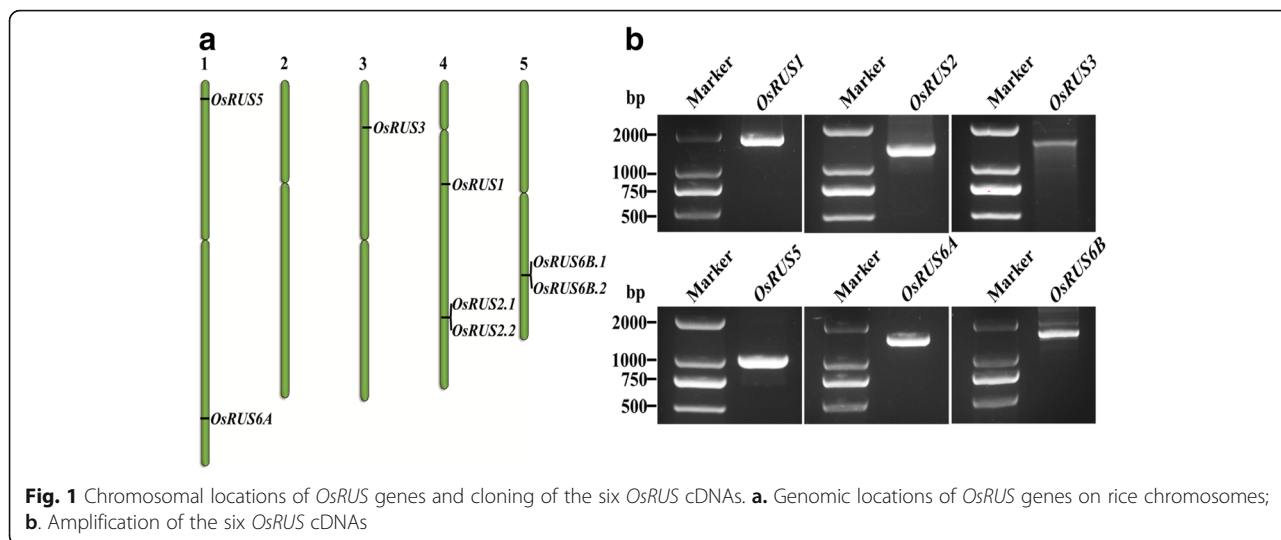 a
1 2 3 4 5
OsRUS5
OsRUS3
OsRUS1
OsRUS6B.1
OsRUS6B.2
OsRUS2.1
OsRUS2.2
OsRUS6A
b
bp Marker OsRUS1 Marker OsRUS2 Marker OsRUS3
2000
1000
750
500
bp Marker OsRUS5 Marker OsRUS6A Marker OsRUS6B
2000
1000
750
500
Fig. 1 Chromosomal locations of OsRUS genes and cloning of the six OsRUS cDNAs. a. Genomic locations of OsRUS genes on rice chromosomes;
b. Amplification of the six OsRUS cDNAs